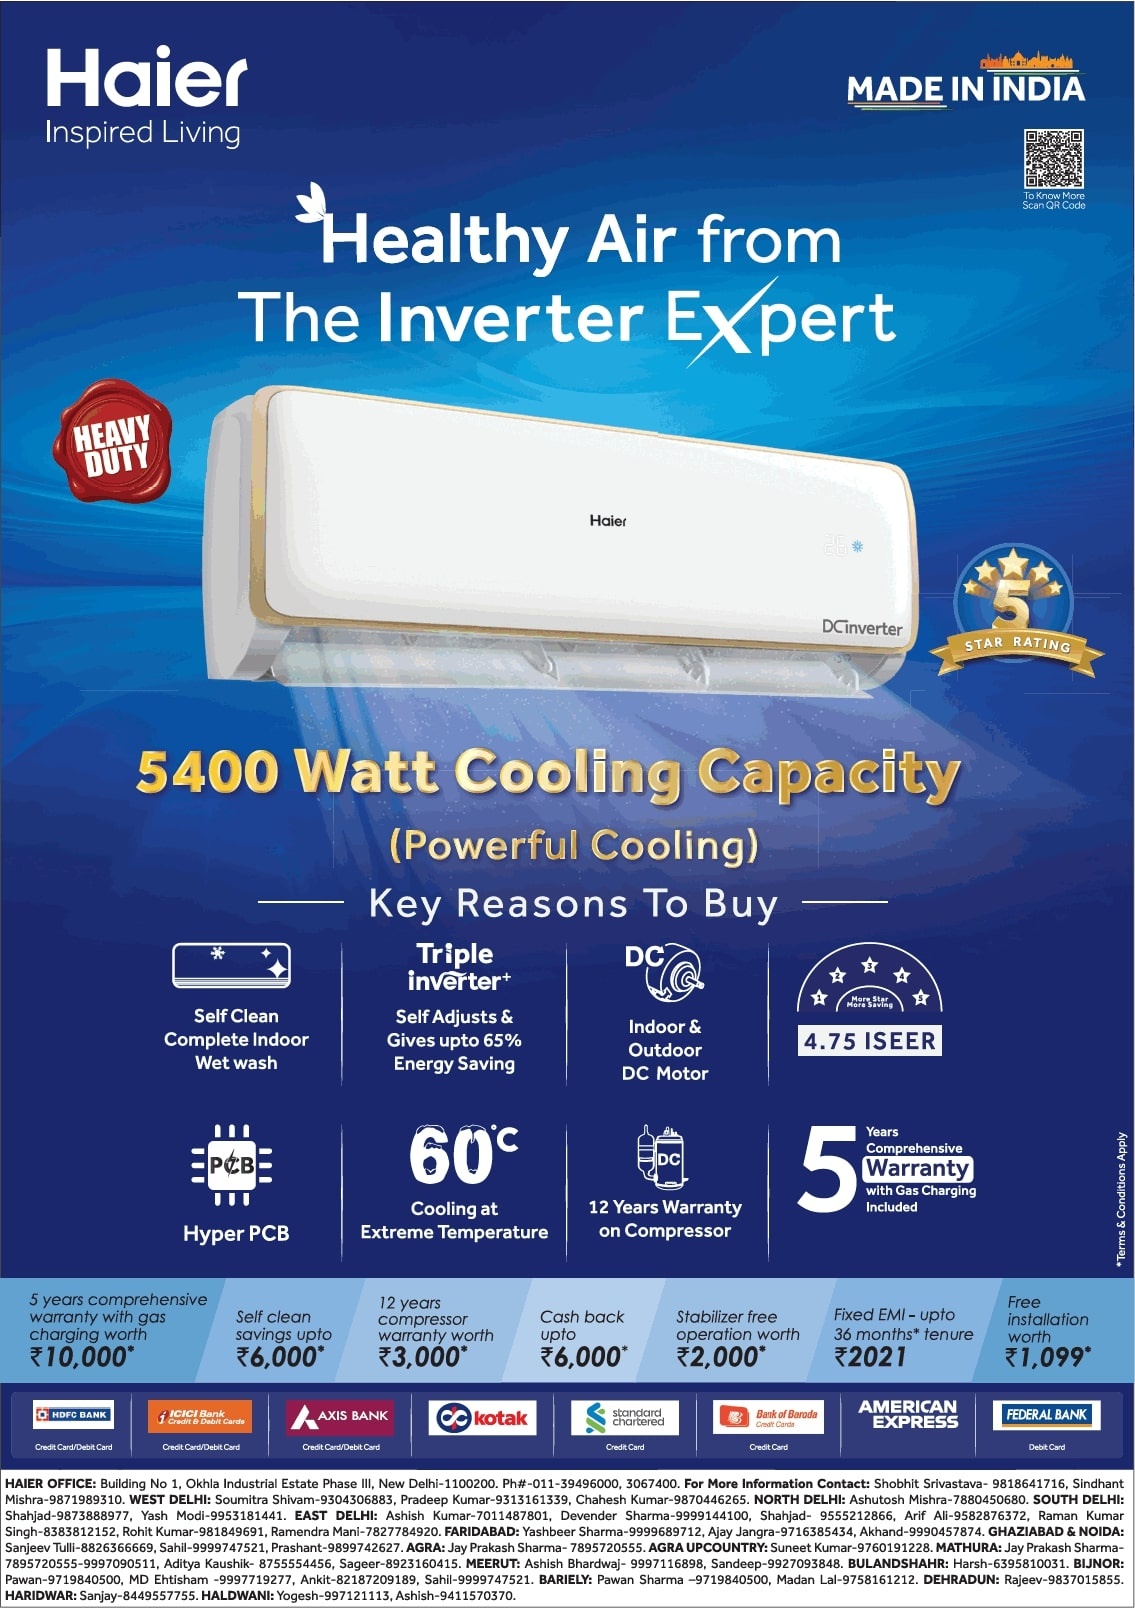 Haier
Inspired Living
MADE IN INDIA
To Know More
Scan QR Code
Healthy Air from
The Inverter Expert
HEAVY
DUTY
Haier
26
DC inverter
5
STAR RATING
5400 Watt Cooling Capacity
(Powerful Cooling)
Key Reasons To Buy
Self Clean
Complete Indoor
Wet wash
Triple
inverter+
Self Adjusts &
Gives upto 65%
Energy Saving
DC
Indoor &
Outdoor
DC Motor
1 2 3 4 5
More Star
More Saving
4.75 ISEER
PCB
Hyper PCB
60°C
Cooling at
Extreme Temperature
DC
12 Years Warranty
on Compressor
5 Years
Comprehensive
Warranty
with Gas Charging
Included
*Terms & Conditions Apply
5 years comprehensive
warranty with gas
charging worth
₹10,000*
Self clean
savings upto
₹6,000*
12 years
compressor
warranty worth
₹3,000*
Cash back
upto
₹6,000*
Stabilizer free
operation worth
₹2,000*
Fixed EMI - upto
36 months* tenure
₹2021
Free
installation
worth
₹1,099*
HDFC BANK
Credit Card/Debit Card
ICICI Bank
Credit & Debit Cards
Credit Card/Debit Card
AXIS BANK
Credit Card/Debit Card
kotak
standard
chartered
Credit Card
Bank of Baroda
Credit Cards
Credit Card
AMERICAN
EXPRESS
FEDERAL BANK
Debit Card
HAIER OFFICE: Building No 1, Okhla Industrial Estate Phase III, New Delhi-1100200. Ph#-011-39496000, 3067400. For More Information Contact: Shobhit Srivastava- 9818641716, Sindhant
Mishra-9871989310. WEST DELHI: Soumitra Shivam-9304306883, Pradeep Kumar-9313161339, Chahesh Kumar-9870446265. NORTH DELHI: Ashutosh Mishra-7880450680. SOUTH DELHI:
Shahjad-9873888977, Yash Modi-9953181441. EAST DELHI: Ashish Kumar-7011487801, Devender Sharma-9999144100, Shahjad- 9555212866, Arif Ali-9582876372, Raman Kumar
Singh-8383812152, Rohit Kumar-981849691, Ramendra Mani-7827784920. FARIDABAD: Yashbeer Sharma-9999689712, Ajay Jangra-9716385434, Akhand-9990457874. GHAZIABAD & NOIDA:
Sanjeev Tulli-8826366669, Sahil-9999747521, Prashant-9899742627. AGRA: Jay Prakash Sharma- 7895720555. AGRA UPCOUNTRY: Suneet Kumar-9760191228. MATHURA: Jay Prakash Sharma-
7895720555-9997090511, Aditya Kaushik- 8755554456, Sageer-8923160415. MEERUT: Ashish Bhardwaj- 9997116898, Sandeep-9927093848. BULANDSHAHR: Harsh-6395810031. BIJNOR:
Pawan-9719840500, MD Ehtisham -9997719277, Ankit-82187209189, Sahil-9999747521. BARIELY: Pawan Sharma –9719840500, Madan Lal-9758161212. DEHRADUN: Rajeev-9837015855.
HARIDWAR: Sanjay-8449557755. HALDWANI: Yogesh-997121113, Ashish-9411570370.